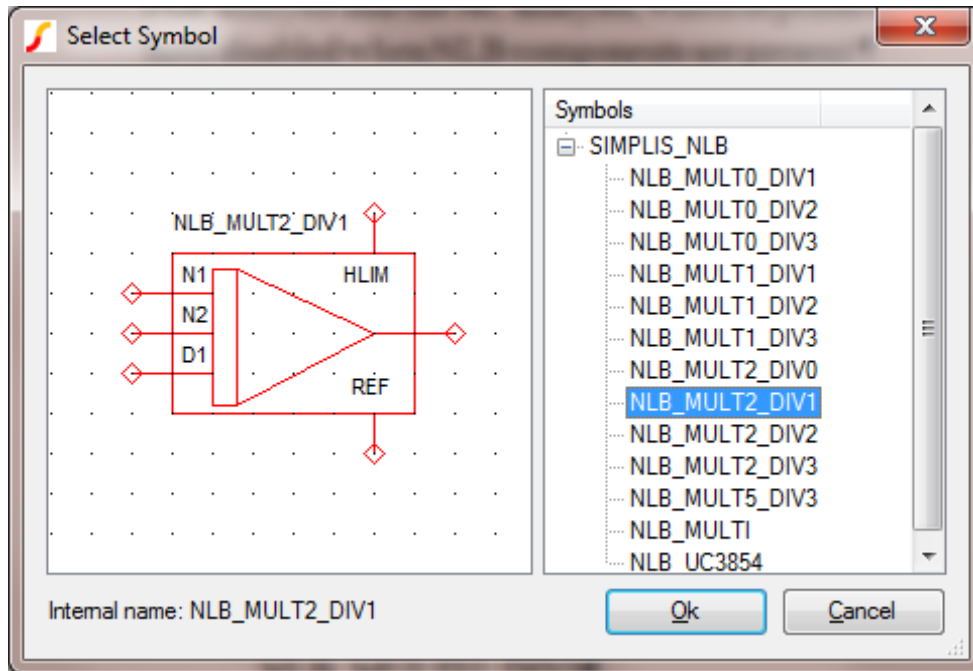 Select Symbol
NLB_MULT2_DIV1
N1
HLIM
N2
D1
REF
Symbols
SIMPLIS_NLB
NLB_MULT0_DIV1
NLB_MULT0_DIV2
NLB_MULT0_DIV3
NLB_MULT1_DIV1
NLB_MULT1_DIV2
NLB_MULT1_DIV3
NLB_MULT2_DIV0
NLB_MULT2_DIV1
NLB_MULT2_DIV2
NLB_MULT2_DIV3
NLB_MULT5_DIV3
NLB_MULTI
NLB_UC3854
Internal name: NLB_MULT2_DIV1
Ok
Cancel